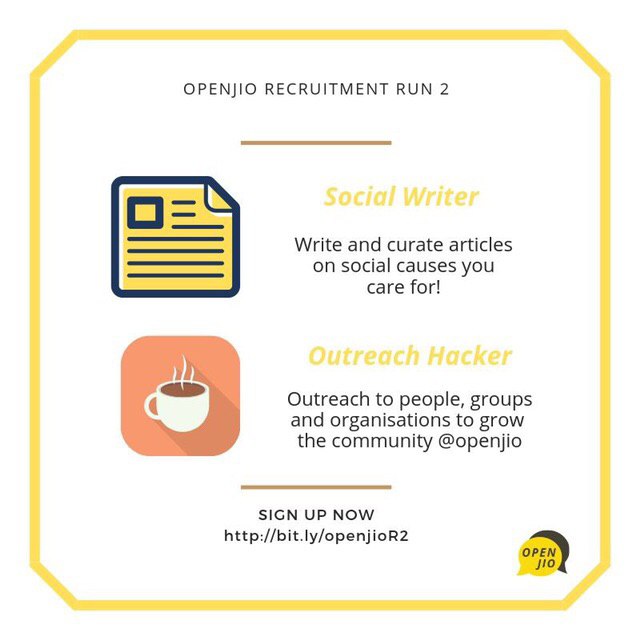 OPENJIO RECRUITMENT RUN 2
Social Writer
Write and curate articles
on social causes you
care for!
Outreach Hacker
Outreach to people, groups
and organisations to grow
the community @openjio
SIGN UP NOW
http://bit.ly/openjioR2
OPEN
JIO